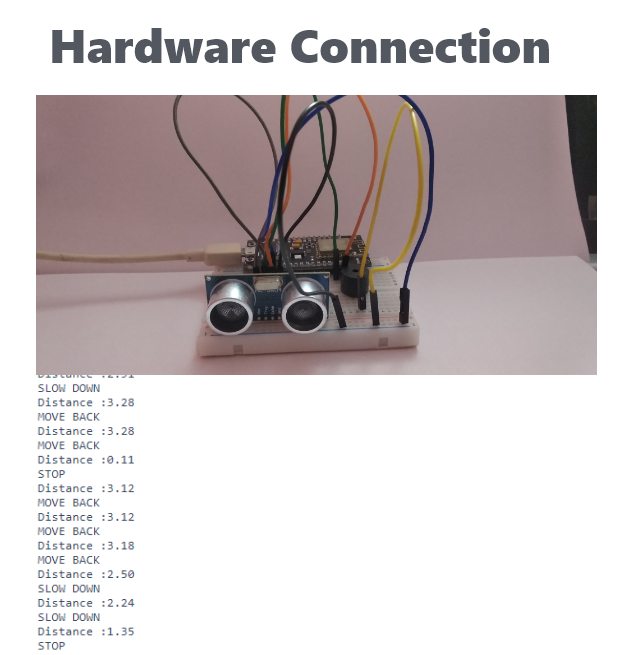 Hardware Connection
Distance :2.91
SLOW DOWN
Distance :3.28
MOVE BACK
Distance :3.28
MOVE BACK
Distance :0.11
STOP
Distance :3.12
MOVE BACK
Distance :3.12
MOVE BACK
Distance :3.18
MOVE BACK
Distance :2.50
SLOW DOWN
Distance :2.24
SLOW DOWN
Distance :1.35
STOP